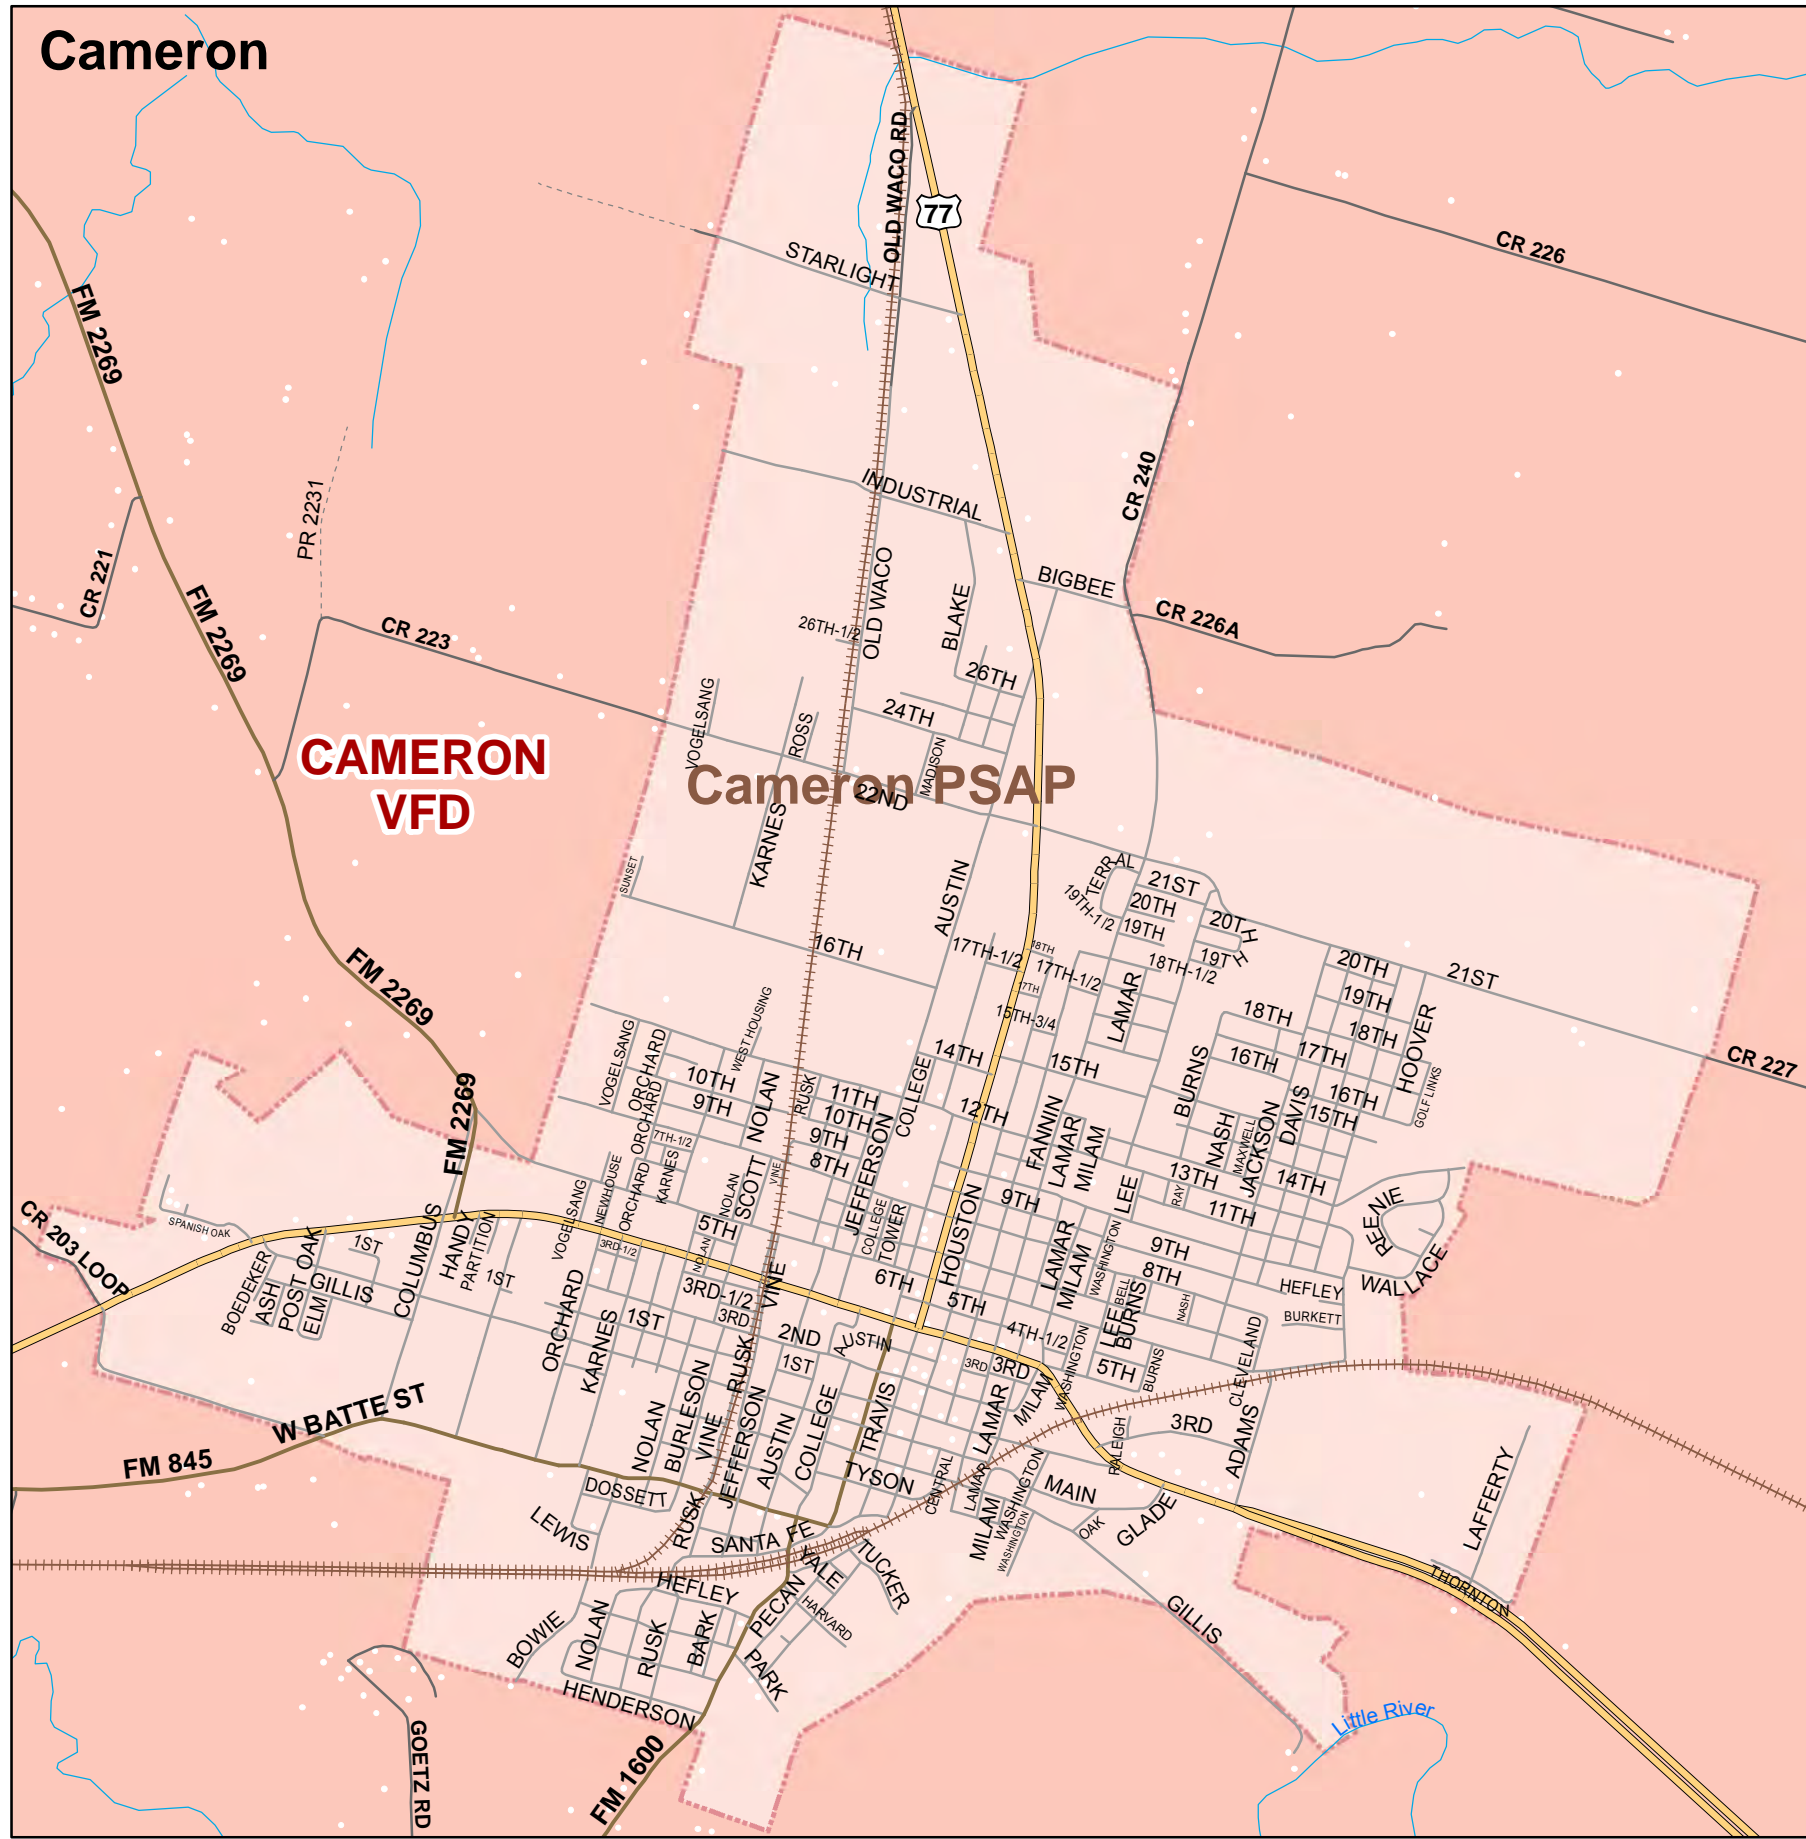 Cameron
77
OLD WACO RD
STARLIGHT
CR 226
FM 2269
CR 240
INDUSTRIAL
PR 2231
CR 221
OLD WACO
BLAKE
BIGBEE
CR 226A
FM 2269
CR 223
26TH-1/2
26TH
VOGELSANG
ROSS
24TH
MADISON
CAMERON
VFD
Cameron PSAP
22ND
KARNES
SUNSET
AUSTIN
TERRAL
21ST
19TH-1/2
20TH
20TH
19TH
19TH
16TH
17TH-1/2
18TH
17TH-1/2
18TH-1/2
20TH
21ST
FM 2269
17TH
WEST HOUSING
15TH-3/4
LAMAR
19TH
18TH
18TH
HOOVER
VOGELSANG
ORCHARD
14TH
15TH
16TH
17TH
CR 227
10TH
NOLAN
RUSK
11TH
COLLEGE
BURNS
16TH
GOLF LINKS
FM 2269
ORCHARD
9TH
10TH
12TH
DAVIS
15TH
7TH-1/2
9TH
8TH
JEFFERSON
FANNIN
LAMAR
MILAM
NASH
MAXWELL
JACKSON
CR 203 LOOP
SPANISH OAK
COLUMBUS
HANDY
PARTITION
VOGELSANG
NEWHOUSE
ORCHARD
KARNES
NOLAN
SCOTT
VINE
13TH
14TH
RAY
LEE
11TH
REENIE
5TH
COLLEGE
TOWER
HOUSTON
9TH
1ST
3RD-1/2
NOLAN
LAMAR
MILAM
WASHINGTON
9TH
WALLACE
BOEDEKER
ASH
POST OAK
ELM
GILLIS
1ST
6TH
8TH
HEFLEY
3RD-1/2
VINE
5TH
BELL
NASH
BURKETT
ORCHARD
KARNES
1ST
3RD
2ND
AUSTIN
4TH-1/2
LEE
BURNS
1ST
3RD
3RD
WASHINGTON
5TH
BURNS
CLEVELAND
RUSK
W BATTE ST
FM 845
NOLAN
BURLESON
VINE
JEFFERSON
AUSTIN
COLLEGE
TRAVIS
LAMAR
MILAM
3RD
RALEIGH
ADAMS
DOSSETT
TYSON
CENTRAL
LAMAR
WASHINGTON
MAIN
LAFFERTY
LEWIS
RUSK
SANTA FE
MILAM
WASHINGTON
OAK
GLADE
HEFLEY
YALE
TUCKER
THORNTON
BOWIE
NOLAN
RUSK
BARK
PECAN
HARVARD
GILLIS
PARK
HENDERSON
GOETZ RD
FM 1600
Little River